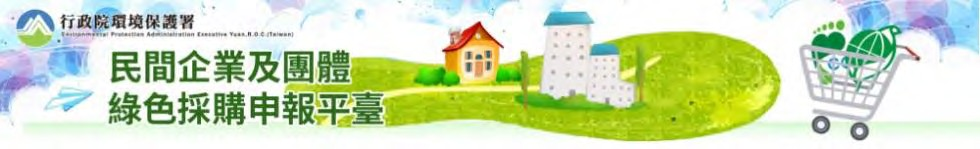 行政院環境保護署
Environmental Protection Administration Executive Yuan,R.O.C.(Taiwan)
民間企業及團體
綠色採購申報平臺